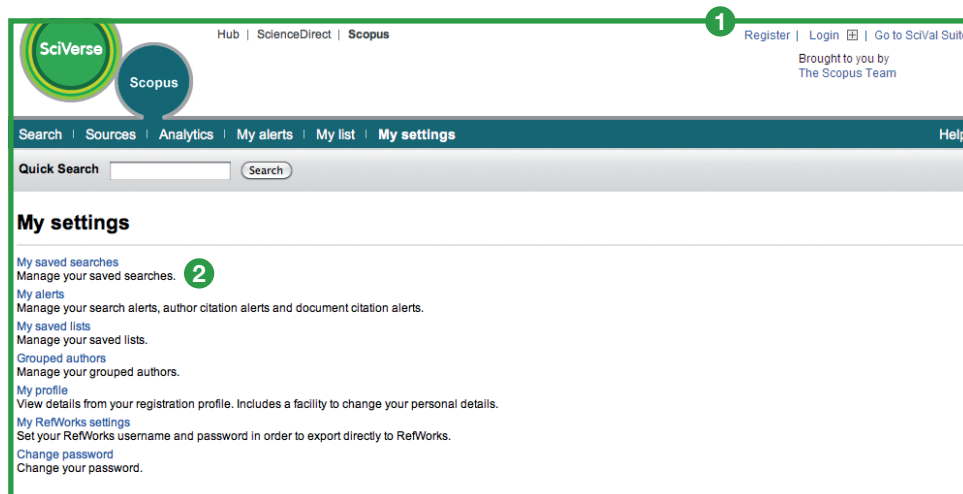 SciVerse
Scopus
Hub | ScienceDirect | Scopus
1
Register | Login | Go to SciVal Suite
Brought to you by
The Scopus Team
Search | Sources | Analytics | My alerts | My list | My settings
Help
Quick Search
Search
My settings
My saved searches
Manage your saved searches.
2
My alerts
Manage your search alerts, author citation alerts and document citation alerts.
My saved lists
Manage your saved lists.
Grouped authors
Manage your grouped authors.
My profile
View details from your registration profile. Includes a facility to change your personal details.
My RefWorks settings
Set your RefWorks username and password in order to export directly to RefWorks.
Change password
Change your password.